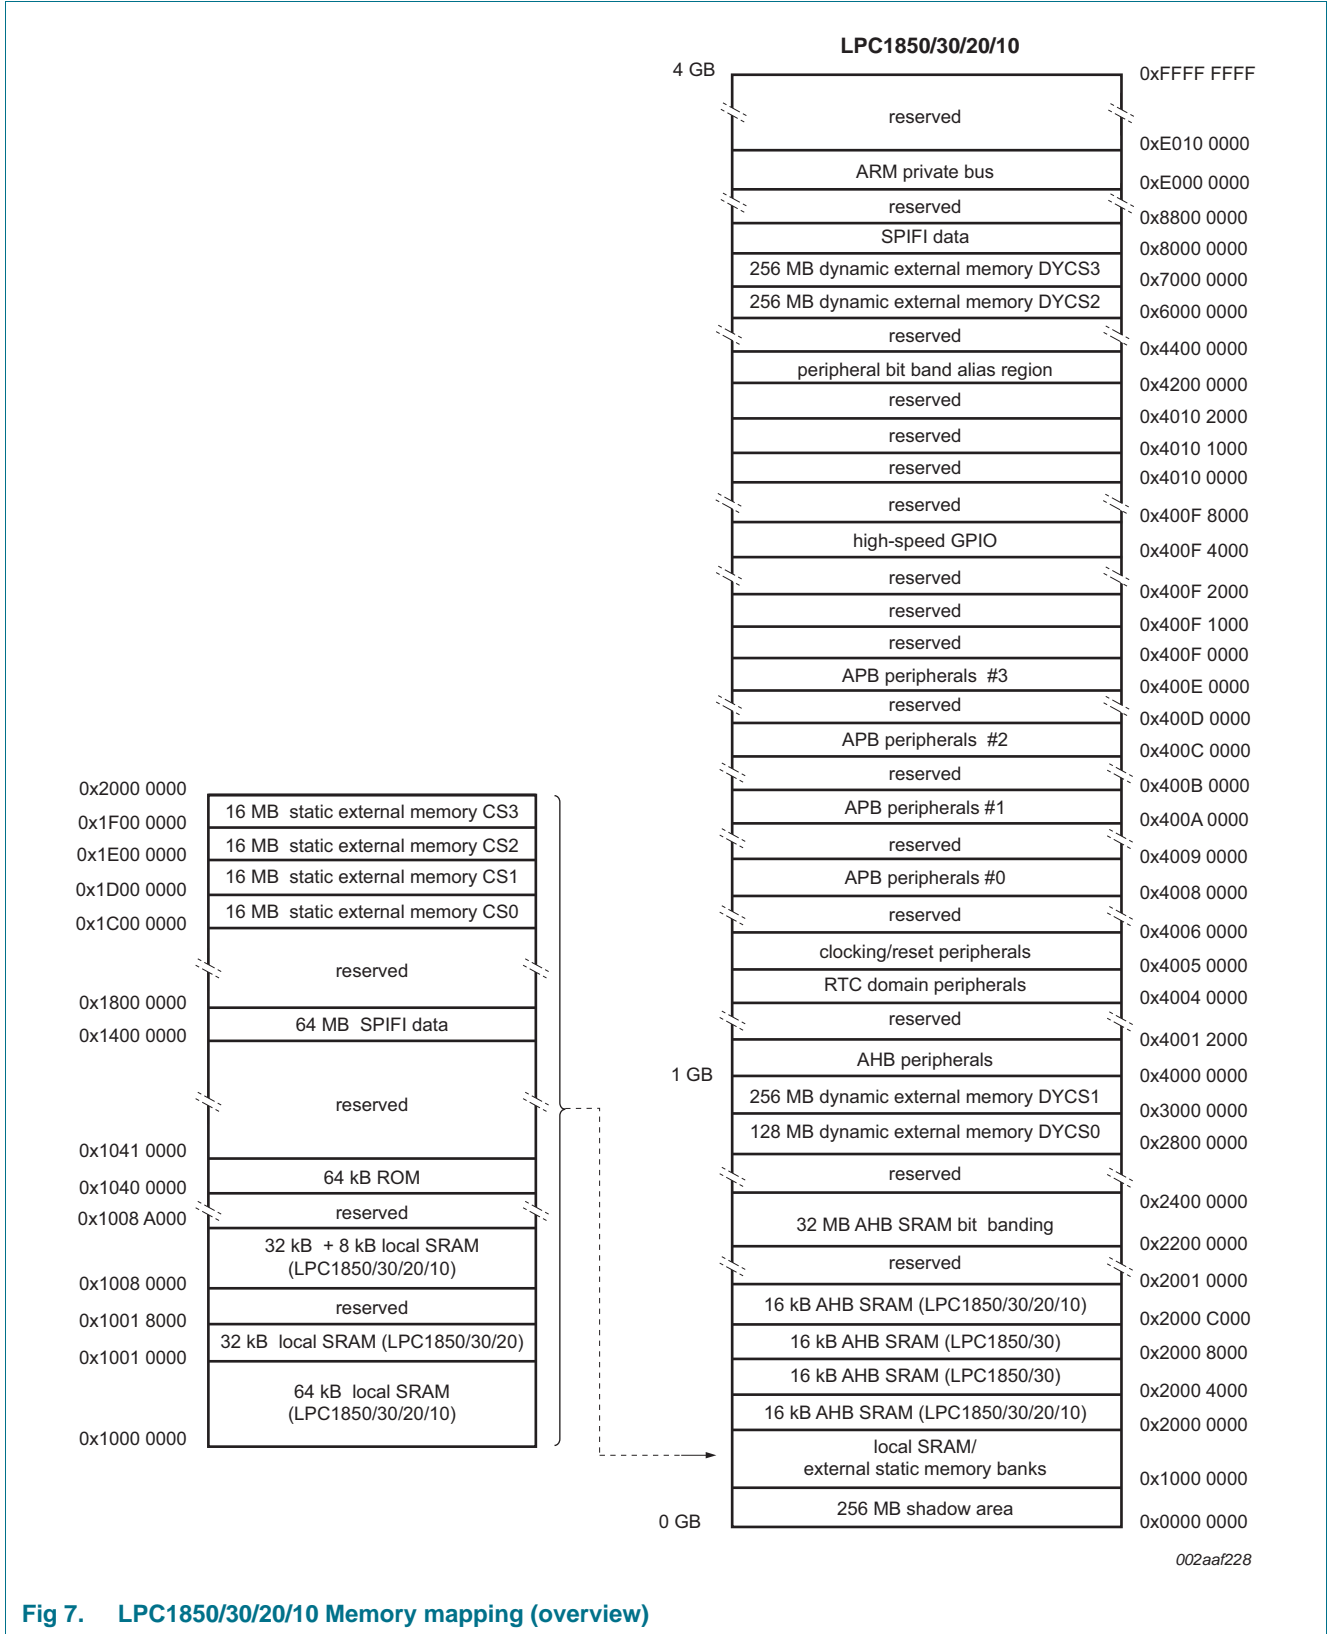 LPC1850/30/20/10
4 GB
0xFFFF FFFF
reserved
0xE010 0000
ARM private bus
0xE000 0000
reserved
0x8800 0000
SPIFI data
0x8000 0000
256 MB dynamic external memory DYCS3
0x7000 0000
256 MB dynamic external memory DYCS2
0x6000 0000
reserved
0x4400 0000
peripheral bit band alias region
0x4200 0000
reserved
0x4010 2000
reserved
0x4010 1000
reserved
0x4010 0000
reserved
0x400F 8000
high-speed GPIO
0x400F 4000
reserved
0x400F 2000
reserved
0x400F 1000
reserved
0x400F 0000
APB peripherals #3
0x400E 0000
reserved
0x400D 0000
APB peripherals #2
0x400C 0000
reserved
0x400B 0000
APB peripherals #1
0x400A 0000
reserved
0x4009 0000
APB peripherals #0
0x4008 0000
reserved
0x4006 0000
clocking/reset peripherals
0x4005 0000
RTC domain peripherals
0x4004 0000
reserved
0x4001 2000
AHB peripherals
1 GB
0x4000 0000
256 MB dynamic external memory DYCS1
0x3000 0000
128 MB dynamic external memory DYCS0
0x2800 0000
reserved
0x2400 0000
32 MB AHB SRAM bit banding
0x2200 0000
reserved
0x2001 0000
16 kB AHB SRAM (LPC1850/30/20/10)
0x2000 C000
16 kB AHB SRAM (LPC1850/30)
0x2000 8000
16 kB AHB SRAM (LPC1850/30)
0x2000 4000
16 kB AHB SRAM (LPC1850/30/20/10)
0x2000 0000
local SRAM/
external static memory banks
0x1000 0000
256 MB shadow area
0 GB
0x0000 0000
0x2000 0000
16 MB static external memory CS3
0x1F00 0000
16 MB static external memory CS2
0x1E00 0000
16 MB static external memory CS1
0x1D00 0000
16 MB static external memory CS0
0x1C00 0000
reserved
0x1800 0000
64 MB SPIFI data
0x1400 0000
reserved
0x1041 0000
64 kB ROM
0x1040 0000
reserved
0x1008 A000
32 kB + 8 kB local SRAM
(LPC1850/30/20/10)
0x1008 0000
reserved
0x1001 8000
32 kB local SRAM (LPC1850/30/20)
0x1001 0000
64 kB local SRAM
(LPC1850/30/20/10)
0x1000 0000
002aaf228
Fig 7. LPC1850/30/20/10 Memory mapping (overview)